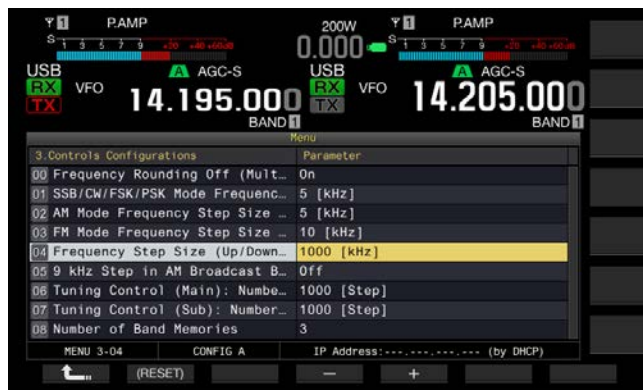 1 P.AMP 200W 1 P.AMP
S 1 3 5 7 9 +20 +40 +60dB 0.000 S 1 3 5 7 9 +20 +40 +60dB
USB A AGC-S USB A AGC-S
RX VFO 14.195.000 RX VFO 14.205.000
TX TX
BAND 1 BAND 1
Menu
3.Controls Configurations Parameter
00 Frequency Rounding Off (Mult… On
01 SSB/CW/FSK/PSK Mode Frequenc… 5 [kHz]
02 AM Mode Frequency Step Size … 5 [kHz]
03 FM Mode Frequency Step Size … 10 [kHz]
04 Frequency Step Size (Up/Down… 1000 [kHz]
05 9 kHz Step in AM Broadcast B… Off
06 Tuning Control (Main): Numbe… 1000 [Step]
07 Tuning Control (Sub): Number… 1000 [Step]
08 Number of Band Memories 3
MENU 3-04 CONFIG A IP Address:---.---.---.--- (by DHCP)
(RESET) − +